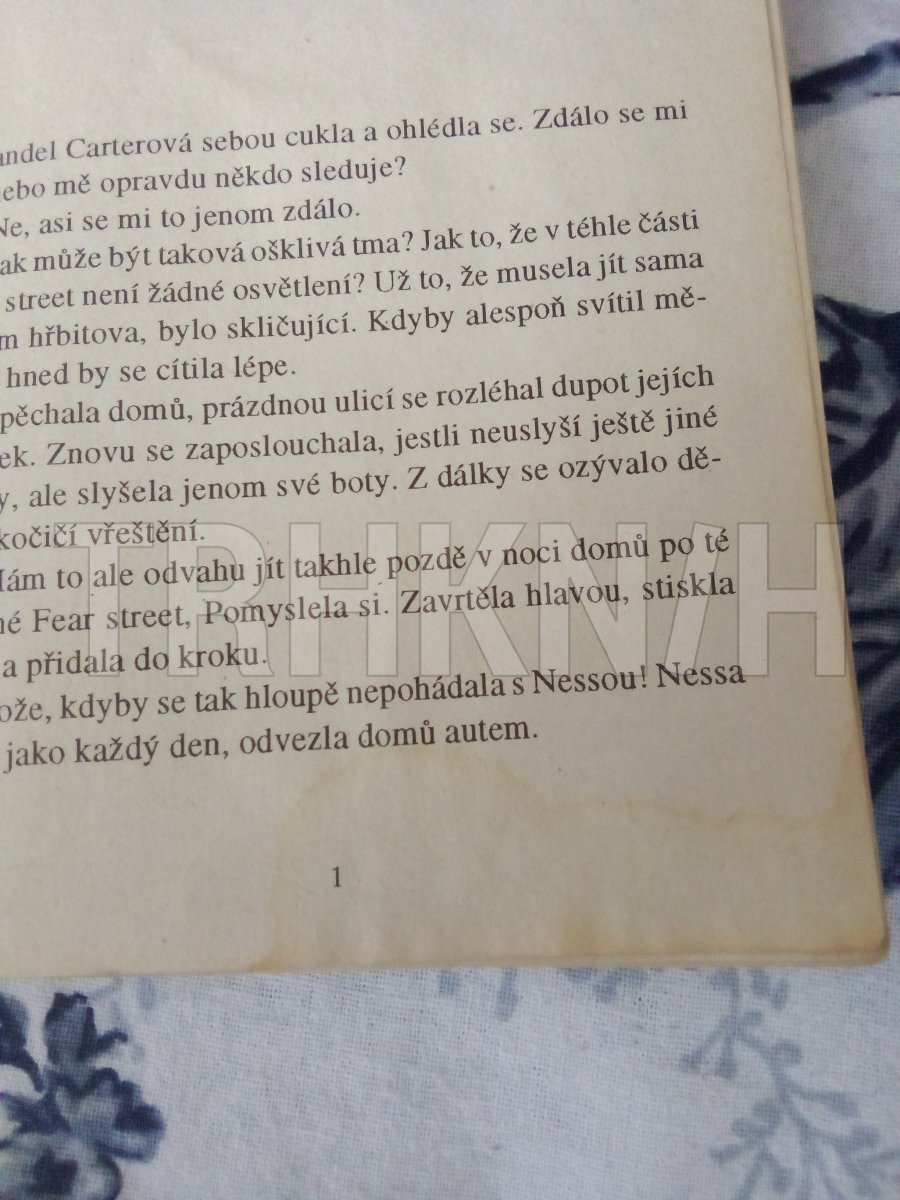 andel Carterová sebou cukla a ohlédla se. Zdálo se mi
ebo mě opravdu někdo sleduje?
Ne, asi se mi to jenom zdálo.
ak může být taková ošklivá tma? Jak to, že v téhle části
street není žádné osvětlení? Už to, že musela jít sama
m hřbitova, bylo skličující. Kdyby alespoň svítil mě-
hned by se cítila lépe.
pěchala domů, prázdnou ulicí se rozléhal dupot jejích
ek. Znovu se zaposlouchala, jestli neuslyší ještě jiné
y, ale slyšela jenom své boty. Z dálky se ozývalo dě-
kočičí vřeštění.
Mám to ale odvahu jít takhle pozdě v noci domů po té
né Fear street, Pomyslela si. Zavrtěla hlavou, stiskla
a přidala do kroku.
ože, kdyby se tak hloupě nepohádala s Nessou! Nessa
jako každý den, odvezla domů autem.
1
TRHKNIH